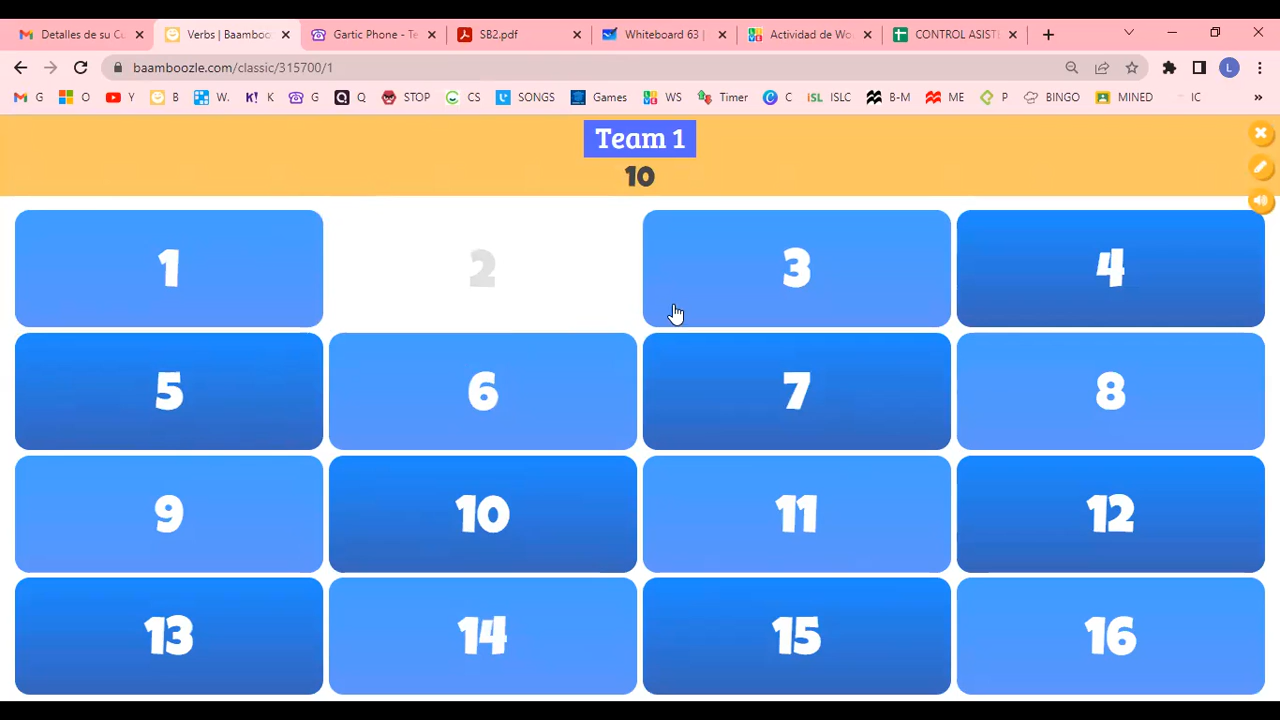 Detalles de su Cu
Verbs | Baamboo
Gartic Phone - Te
SB2.pdf
Whiteboard 63 |
Actividad de Wo
CONTROL ASIST
baamboozle.com/classic/315700/1
L
G
O
Y
B
W.
K
G
Q
STOP
CS
SONGS
Games
WS
Timer
C
ISLC
B-M
ME
P
BINGO
MINED
IC
»
Team 1
10
1
2
3
4
5
6
7
8
9
10
11
12
13
14
15
16